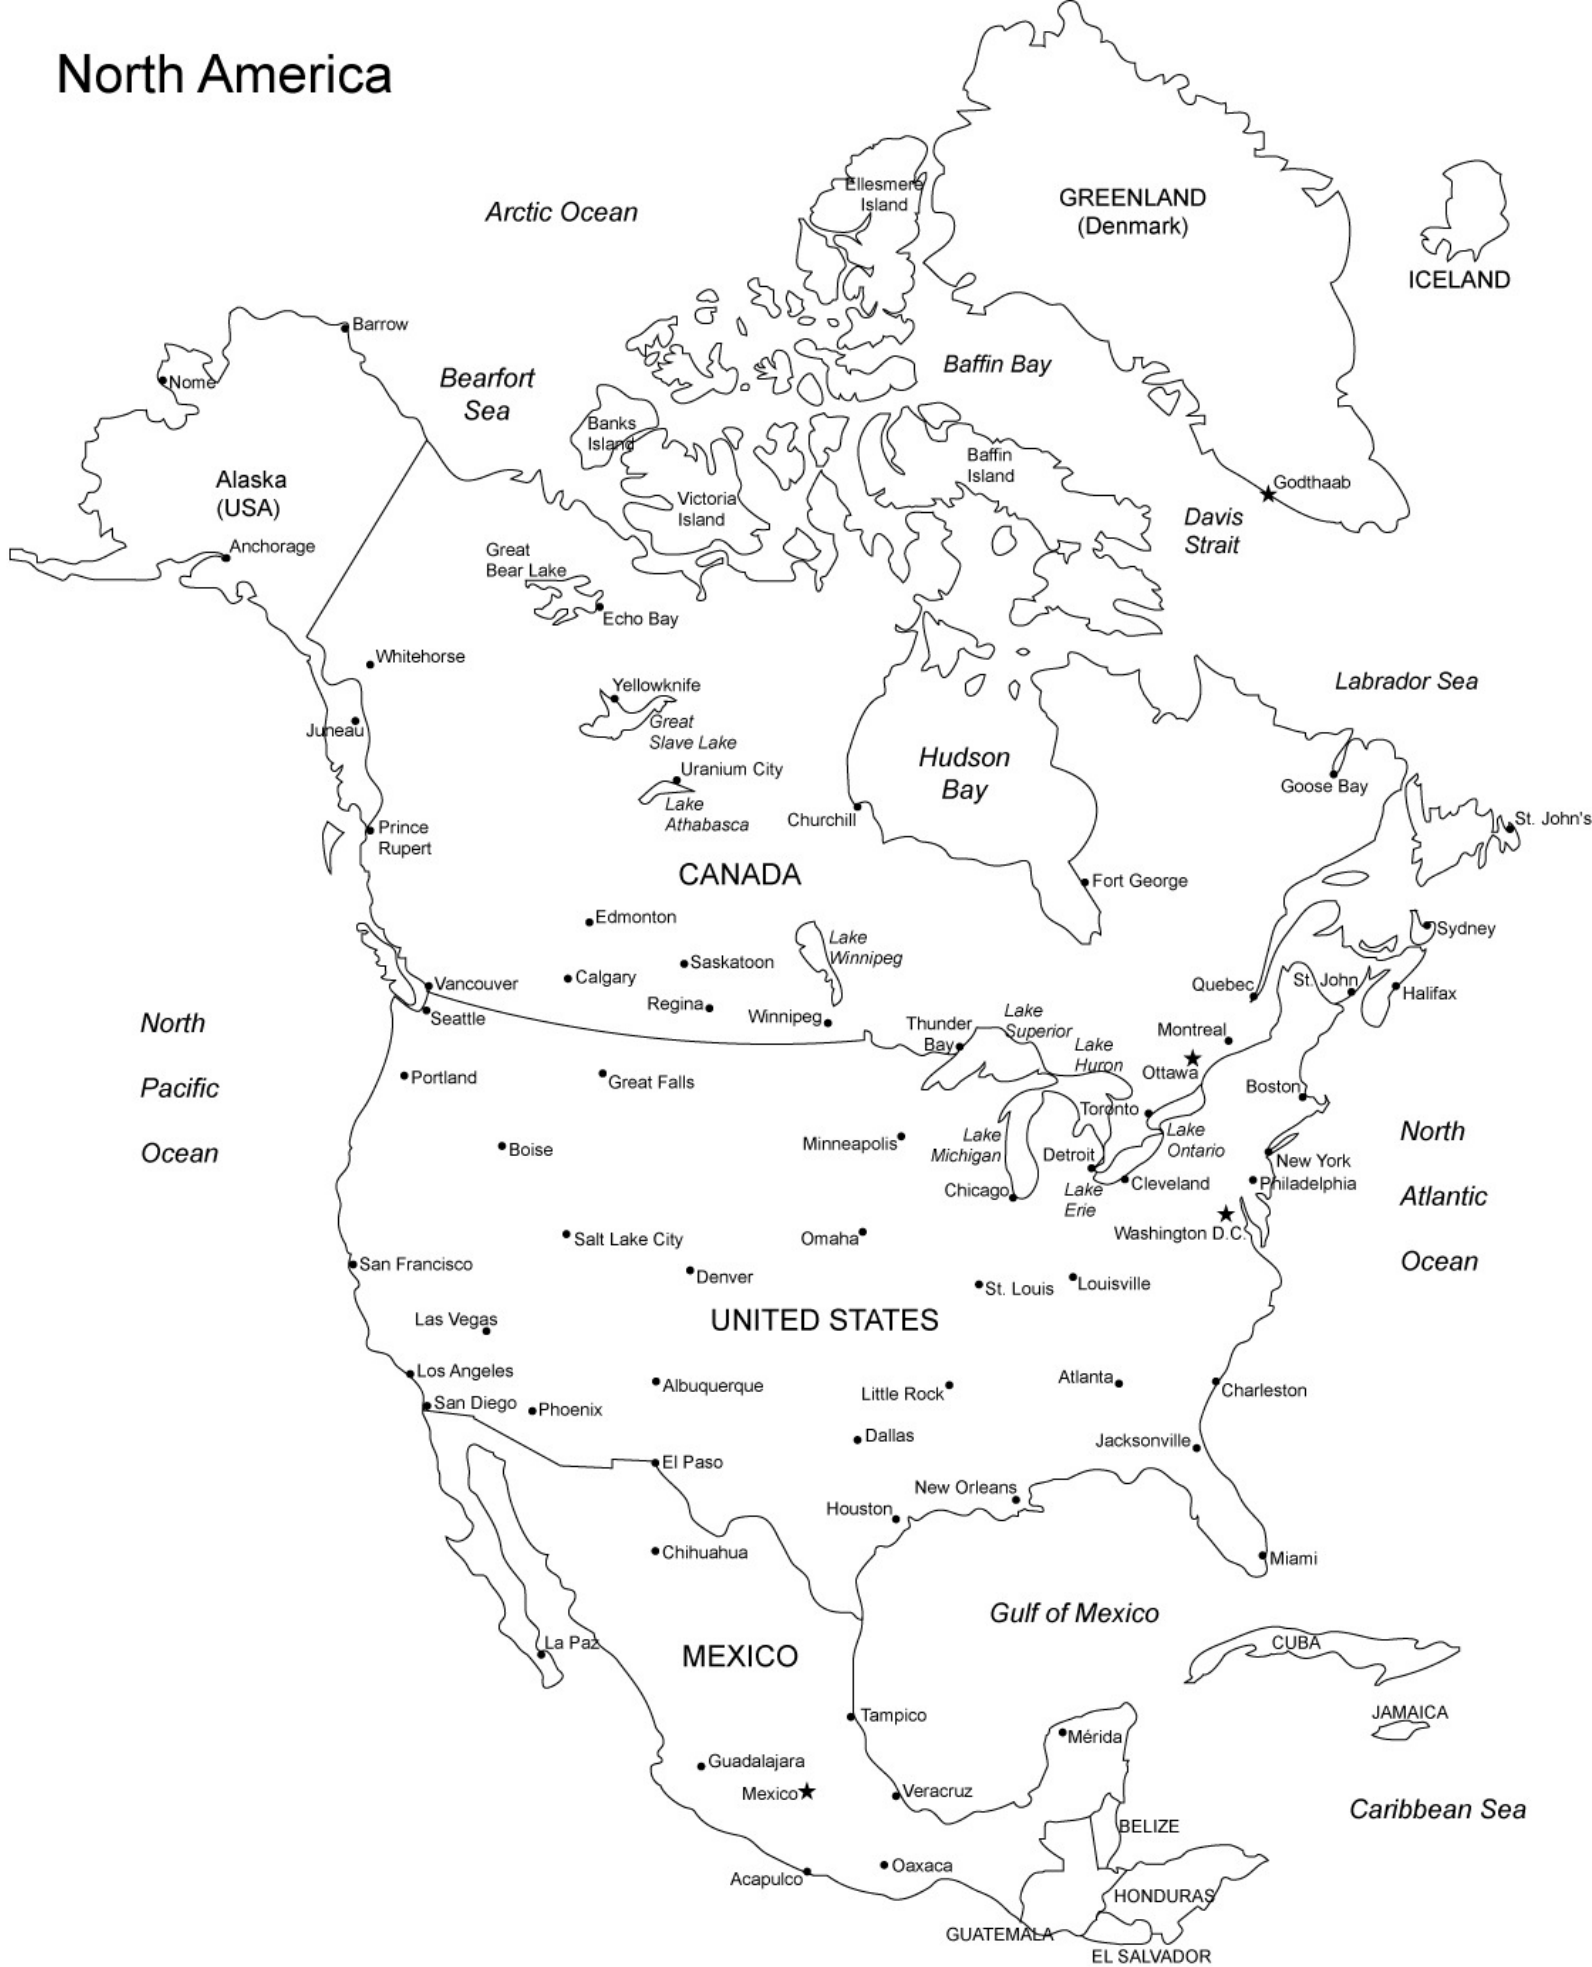 North America
Arctic Ocean
Ellesmere
Island
GREENLAND
(Denmark)
ICELAND
Barrow
Nome
Bearfort
Sea
Baffin Bay
Banks
Island
Baffin
Island
Alaska
(USA)
Victoria
Island
Godthaab
Davis
Strait
Anchorage
Great
Bear Lake
Echo Bay
Whitehorse
Yellowknife
Great
Slave Lake
Labrador Sea
Juneau
Uranium City
Lake
Athabasca
Hudson
Bay
Goose Bay
Churchill
St. John's
Prince
Rupert
CANADA
Fort George
Edmonton
Lake
Winnipeg
Sydney
Saskatoon
Calgary
Vancouver
Quebec
St. John
Halifax
Regina
Winnipeg
Seattle
North
Pacific
Ocean
Thunder
Bay
Lake
Superior
Lake
Huron
Montreal
Ottawa
Portland
Great Falls
Boston
Toronto
Boise
Minneapolis
Lake
Michigan
Detroit
Lake
Ontario
North
Atlantic
Ocean
New York
Philadelphia
Chicago
Lake
Erie
Cleveland
Washington D.C.
Salt Lake City
Omaha
San Francisco
Denver
St. Louis
Louisville
Las Vegas
UNITED STATES
Los Angeles
Albuquerque
Little Rock
Atlanta
Charleston
San Diego
Phoenix
Dallas
Jacksonville
El Paso
New Orleans
Houston
Chihuahua
Miami
Gulf of Mexico
La Paz
MEXICO
CUBA
Tampico
JAMAICA
Mérida
Guadalajara
Mexico
Veracruz
Caribbean Sea
BELIZE
Acapulco
Oaxaca
HONDURAS
GUATEMALA
EL SALVADOR